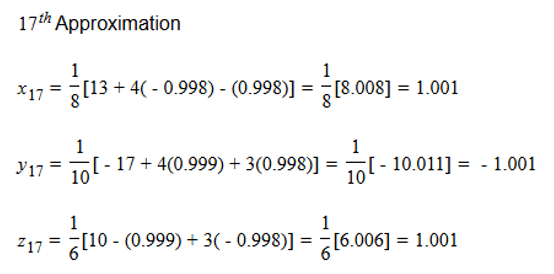 17th Approximation
x17 = 1/8[13 + 4( - 0.998) - (0.998)] = 1/8[8.008] = 1.001
y17 = 1/10[ - 17 + 4(0.999) + 3(0.998)] = 1/10[ - 10.011] = - 1.001
z17 = 1/6[10 - (0.999) + 3( - 0.998)] = 1/6[6.006] = 1.001